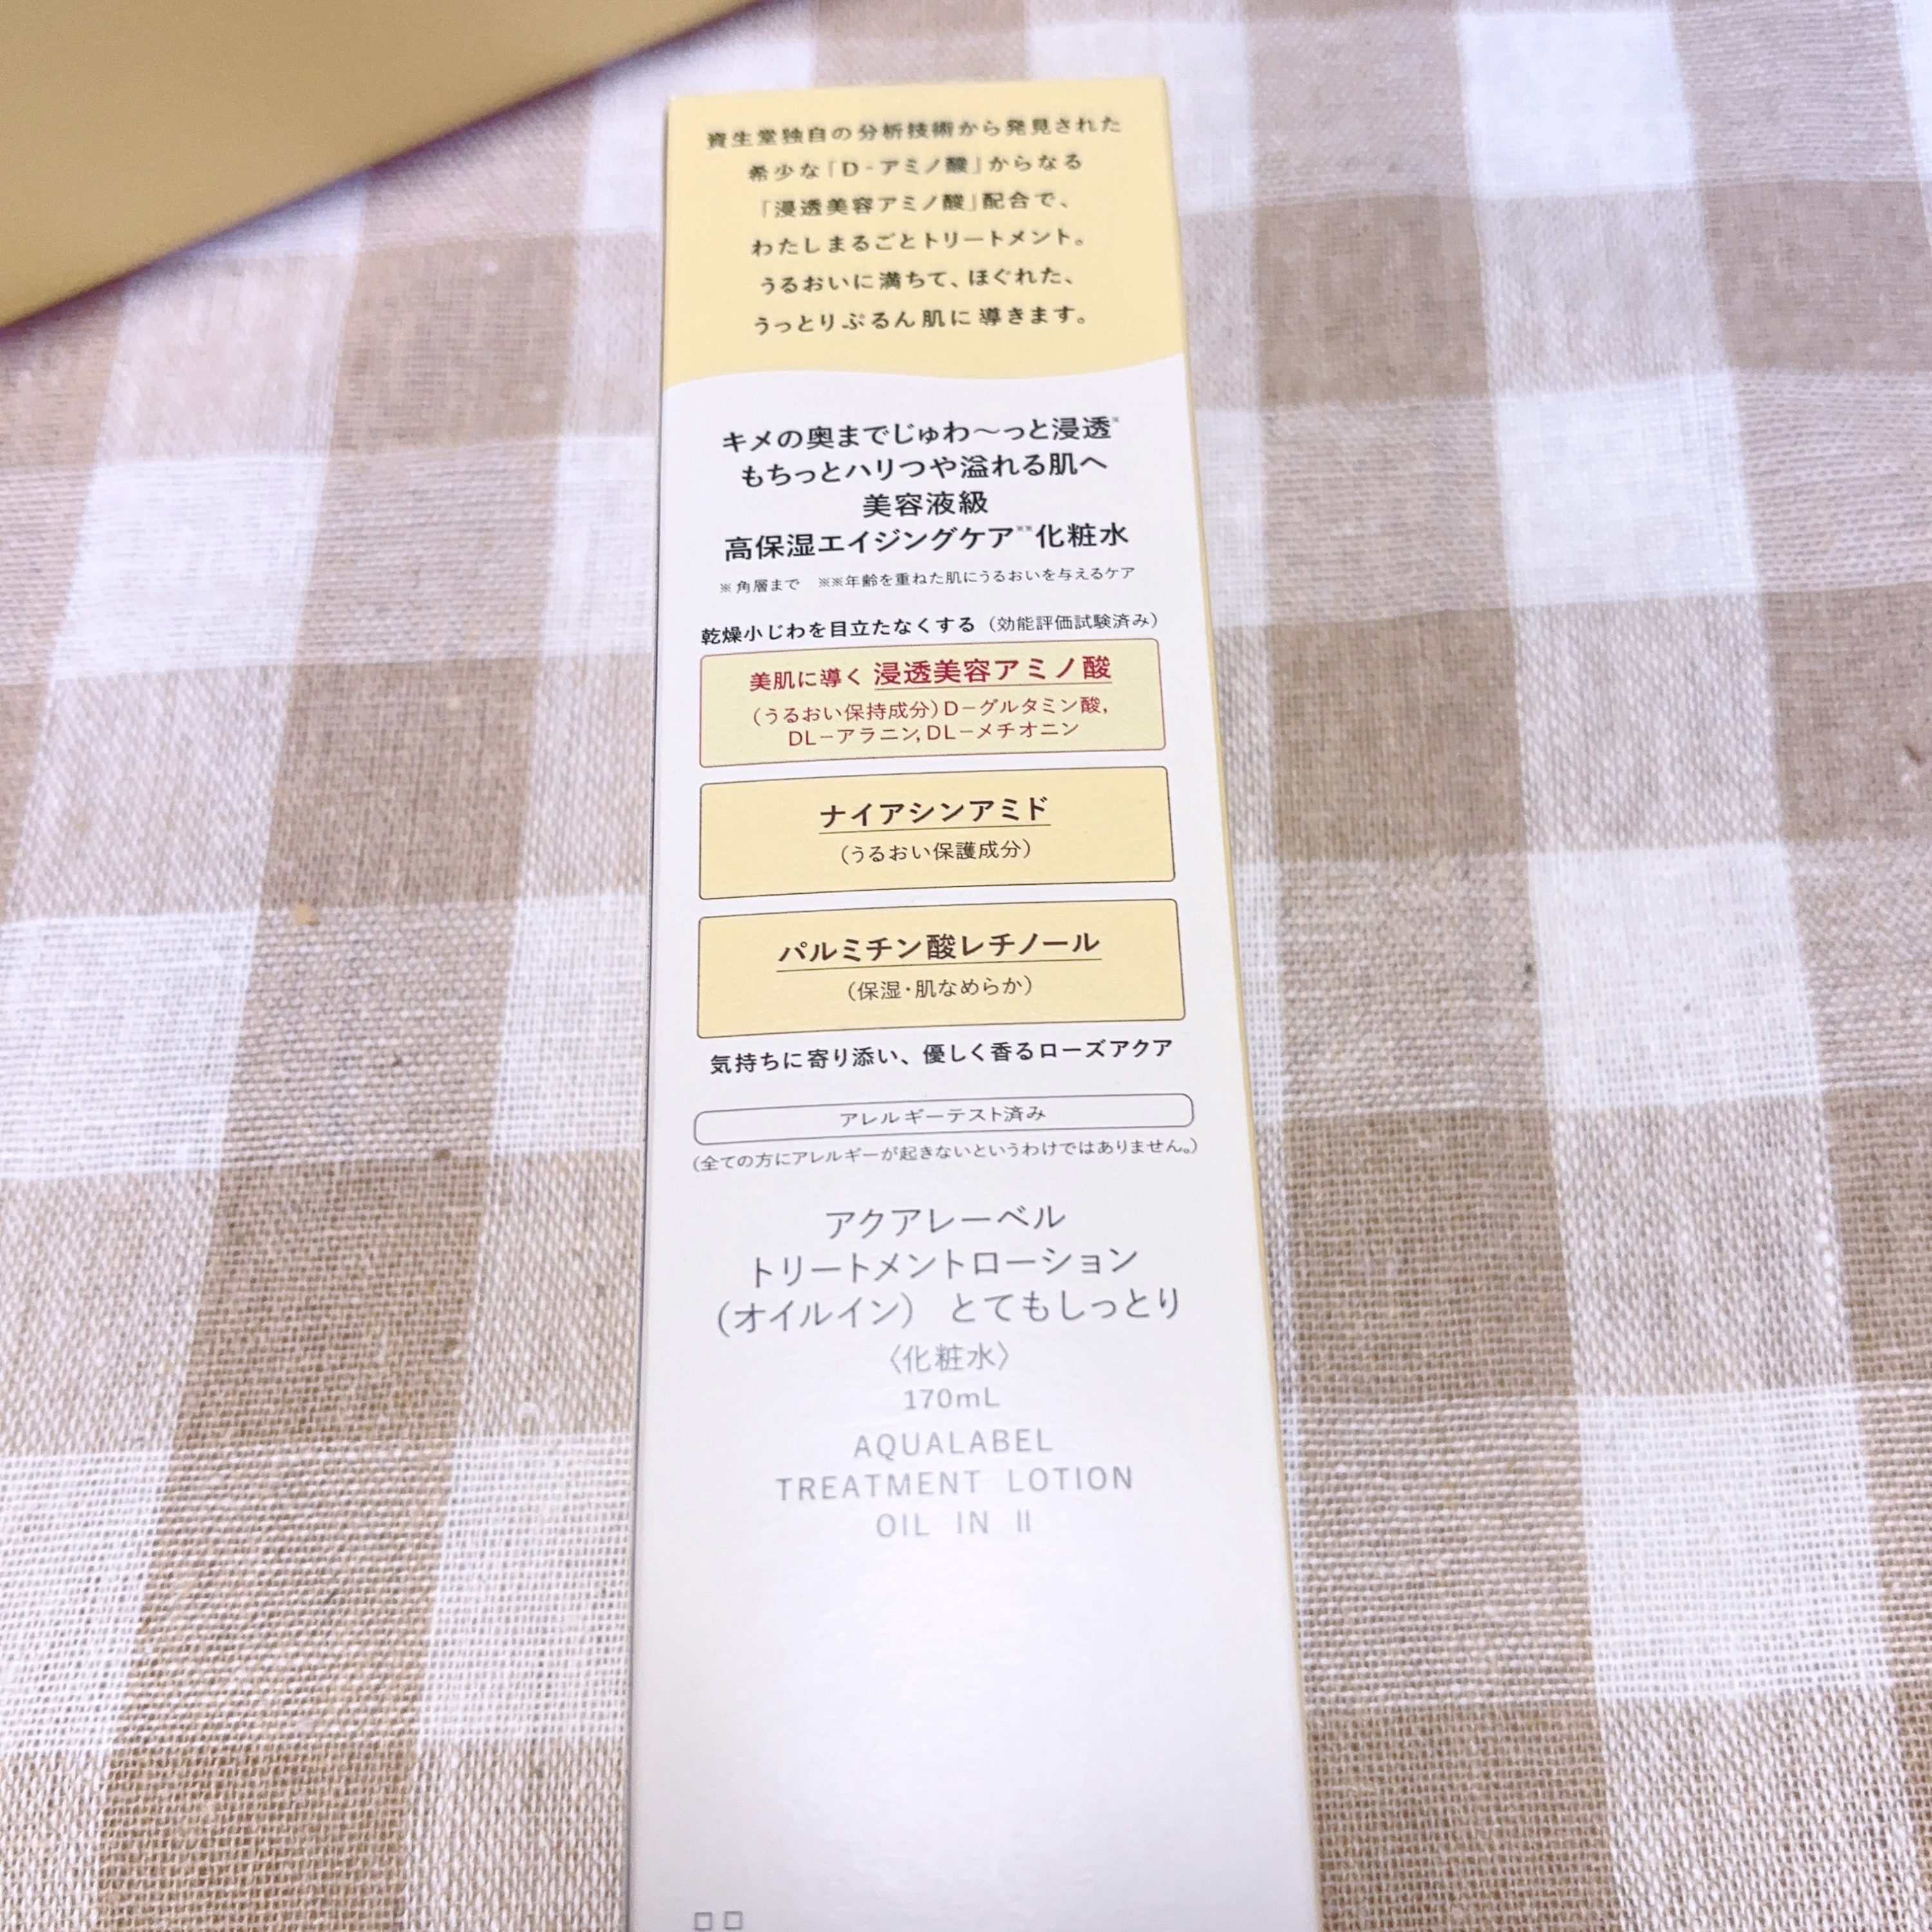 資生堂独自の分析技術から発見された
希少な「D-アミノ酸」からなる
「浸透美容アミノ酸」配合で、
わたしまるごとトリートメント。
うるおいに満ちて、ほぐれた、
うっとりぷるん肌に導きます。
キメの奥までじゅわ〜っと浸透※
もちっとハリつや溢れる肌へ
美容液級
高保湿エイジングケア※※化粧水
※角層まで ※※年齢を重ねた肌にうるおいを与えるケア
乾燥小じわを目立たなくする（効能評価試験済み）
美肌に導く 浸透美容アミノ酸
（うるおい保持成分）D−グルタミン酸,
DL−アラニン,DL−メチオニン
ナイアシンアミド
（うるおい保護成分）
パルミチン酸レチノール
（保湿・肌なめらか）
気持ちに寄り添い、優しく香るローズアクア
アレルギーテスト済み
（全ての方にアレルギーが起きないというわけではありません。）
アクアレーベル
トリートメントローション
（オイルイン） とてもしっとり
〈化粧水〉
170mL
AQUALABEL
TREATMENT LOTION
OIL IN II